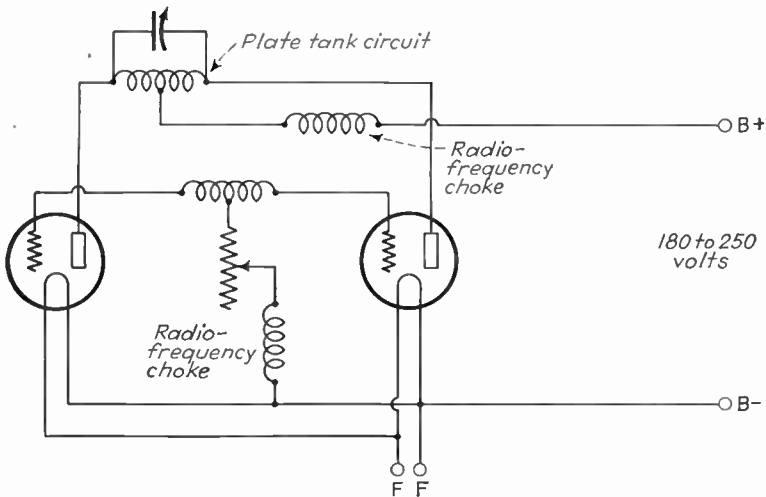 Plate tank circuit
B+
Radio-
frequency
choke
180 to 250
volts
Radio-
frequency
choke
B-
F F